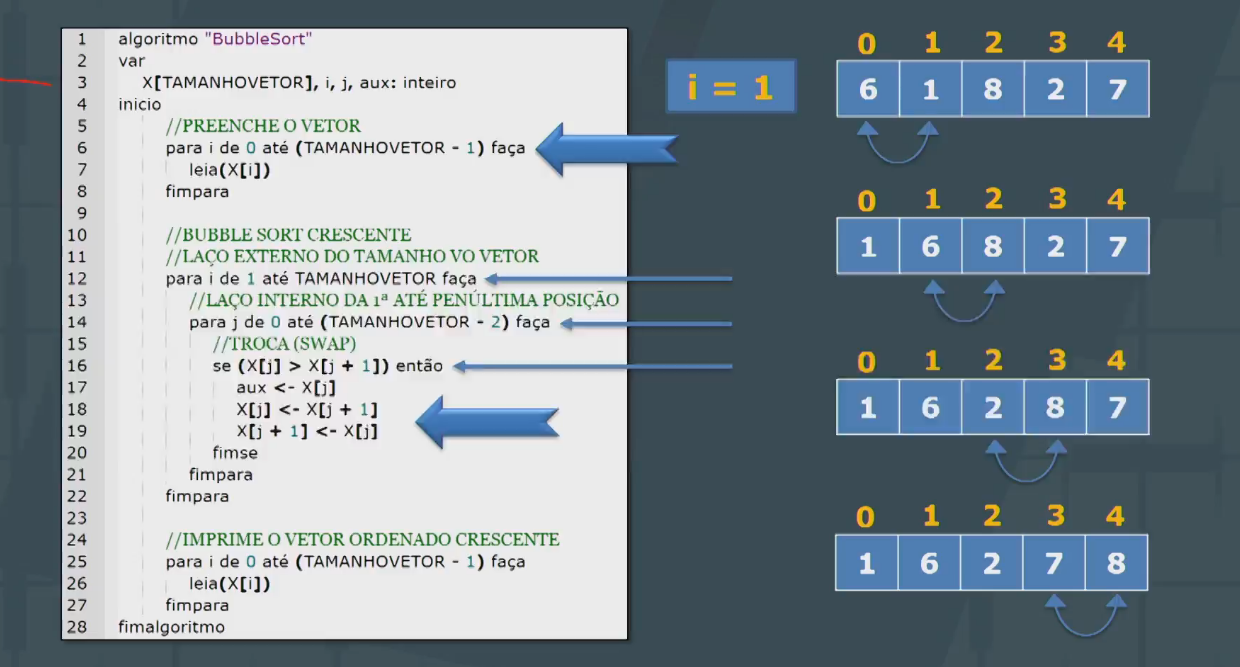 1 algoritmo "BubbleSort"
2 var
3 X[TAMANHOVETOR], i, j, aux: inteiro
4 inicio
5 //PREENCHE O VETOR
6 para i de 0 até (TAMANHOVETOR - 1) faça
7 leia(X[i])
8 fimpara
9
10 //BUBBLE SORT CRESCENTE
11 //LAÇO EXTERNO DO TAMANHO VO VETOR
12 para i de 1 até TAMANHOVETOR faça
13 //LAÇO INTERNO DA 1ª ATÉ PENÚLTIMA POSIÇÃO
14 para j de 0 até (TAMANHOVETOR - 2) faça
15 //TROCA (SWAP)
16 se (X[j] > X[j + 1]) então
17 aux <- X[j]
18 X[j] <- X[j + 1]
19 X[j + 1] <- X[j]
20 fimse
21 fimpara
22 fimpara
23
24 //IMPRIME O VETOR ORDENADO CRESCENTE
25 para i de 0 até (TAMANHOVETOR - 1) faça
26 leia(X[i])
27 fimpara
28 fimalgoritmo
i = 1
0 1 2 3 4
6 1 8 2 7
0 1 2 3 4
1 6 8 2 7
0 1 2 3 4
1 6 2 8 7
0 1 2 3 4
1 6 2 7 8